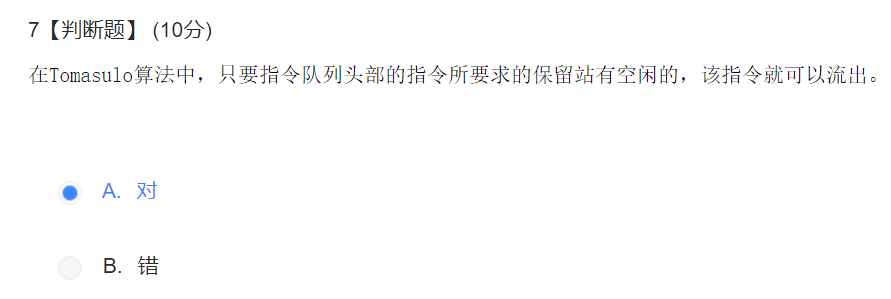 7【判断题】 (10分)
在Tomasulo算法中，只要指令队列头部的指令所要求的保留站有空闲的，该指令就可以流出。
A. 对
B. 错